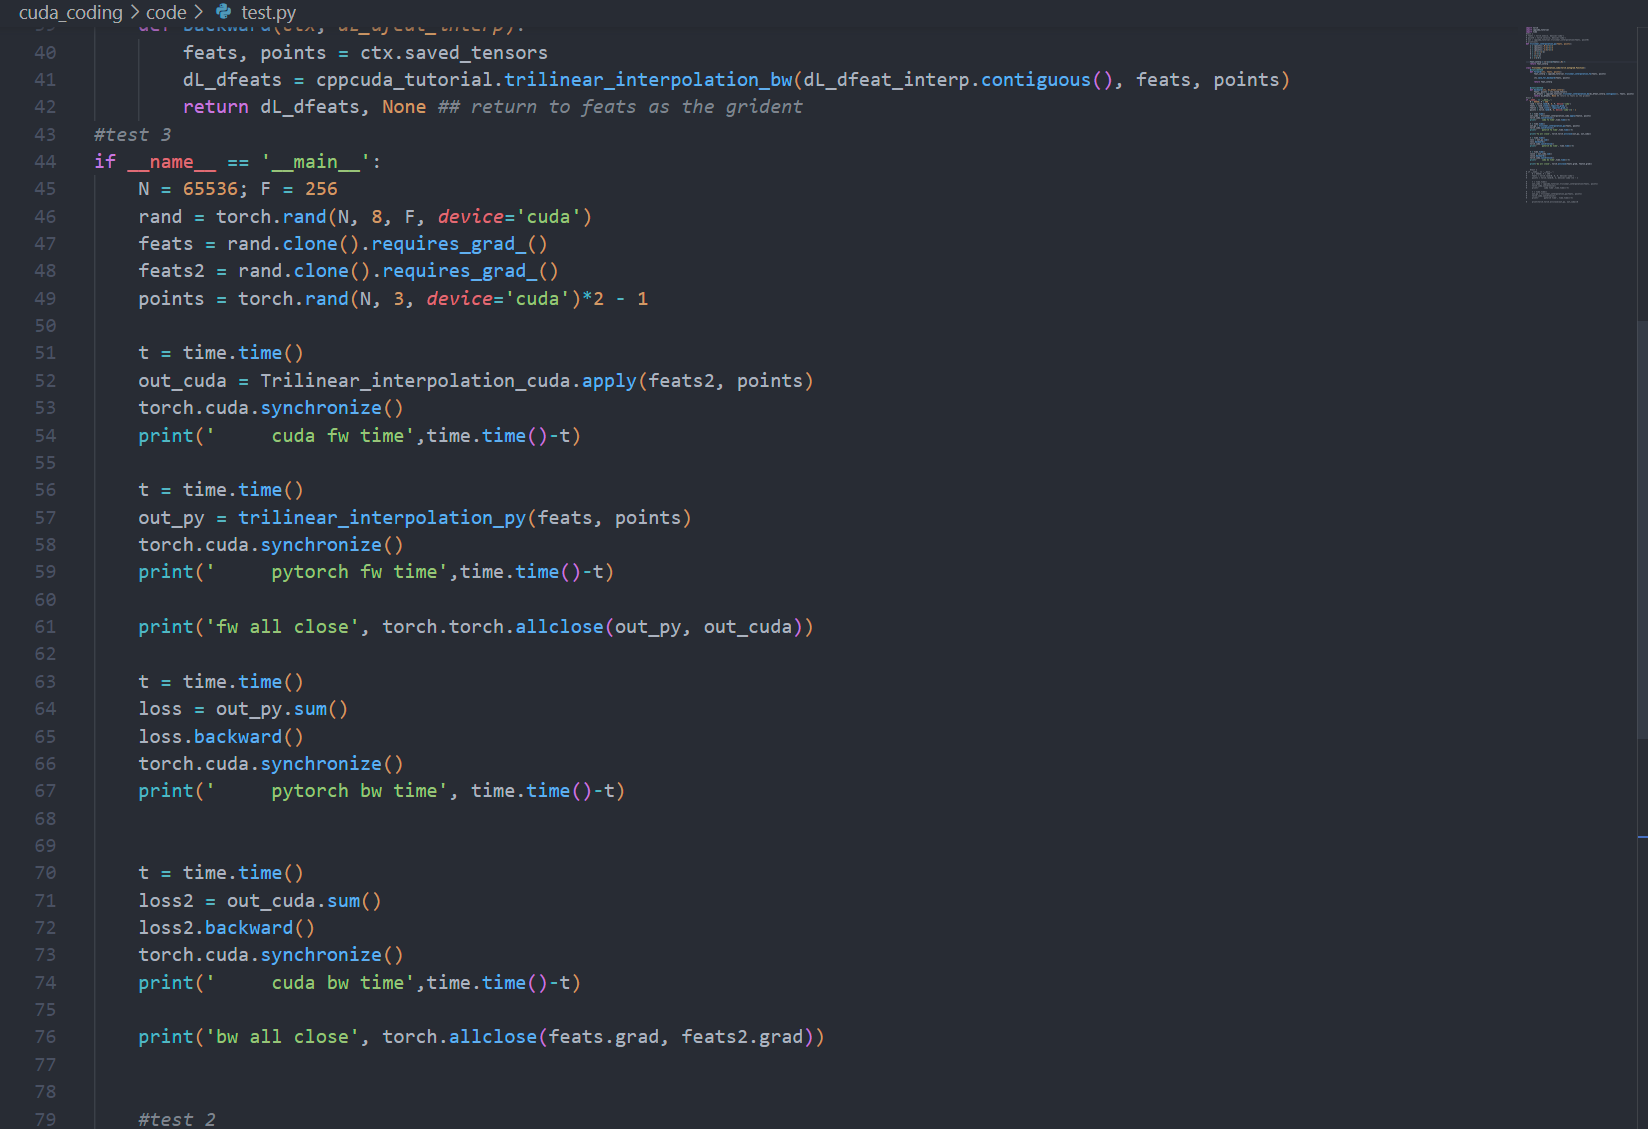 cuda_coding > code > test.py
40 feats, points = ctx.saved_tensors
41 dL_dfeats = cppcuda_tutorial.trilinear_interpolation_bw(dL_dfeat_interp.contiguous(), feats, points)
42 return dL_dfeats, None ## return to feats as the grident
43 #test 3
44 if __name__ == '__main__':
45 N = 65536; F = 256
46 rand = torch.rand(N, 8, F, device='cuda')
47 feats = rand.clone().requires_grad_()
48 feats2 = rand.clone().requires_grad_()
49 points = torch.rand(N, 3, device='cuda')*2 - 1
50
51 t = time.time()
52 out_cuda = Trilinear_interpolation_cuda.apply(feats2, points)
53 torch.cuda.synchronize()
54 print('     cuda fw time',time.time()-t)
55
56 t = time.time()
57 out_py = trilinear_interpolation_py(feats, points)
58 torch.cuda.synchronize()
59 print('     pytorch fw time',time.time()-t)
60
61 print('fw all close', torch.torch.allclose(out_py, out_cuda))
62
63 t = time.time()
64 loss = out_py.sum()
65 loss.backward()
66 torch.cuda.synchronize()
67 print('     pytorch bw time', time.time()-t)
68
69
70 t = time.time()
71 loss2 = out_cuda.sum()
72 loss2.backward()
73 torch.cuda.synchronize()
74 print('     cuda bw time',time.time()-t)
75
76 print('bw all close', torch.allclose(feats.grad, feats2.grad))
77
78
79 #test 2